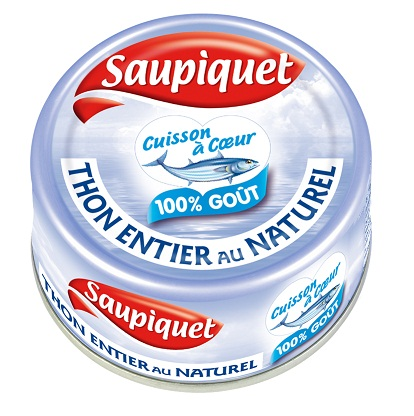 Saupiquet
Cuisson
à Cœur
100% GOÛT
THON ENTIER AU NATUREL
Saupiquet
Cuisson
à Cœur
100% GOÛT
THON ENTIER AU NATUREL